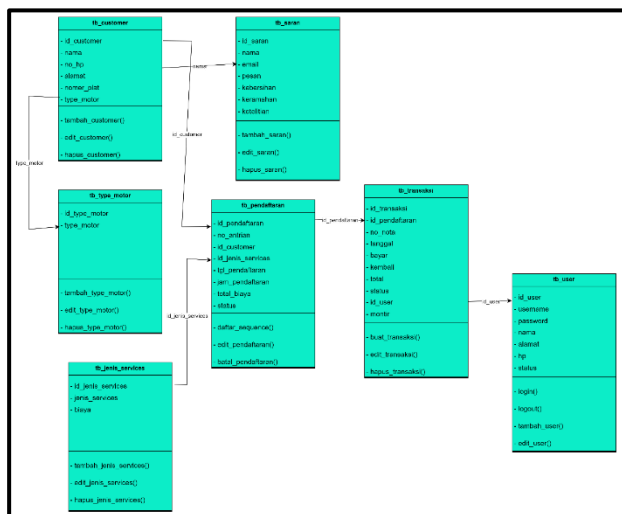 tb_customer
- id_customer
- nama
- no_hp
- alamat
- nomer_plat
- type_motor
- tambah_customer()
- edit_customer()
- hapus_customer()
tb_saran
- id_saran
- nama
- email
- pesan
- kebersihan
- keramahan
- ketelitian
- tambah_saran()
- edit_saran()
- hapus_saran()
nama
id_customer
type_motor
tb_type_motor
- id_type_motor
- type_motor
- tambah_type_motor()
- edit_type_motor()
- hapus_type_motor()
tb_pendaftaran
- id_pendaftaran
- no_antrian
- id_customer
- id_jenis_services
- tgl_pendaftaran
- jam_pendaftaran
- total_biaya
- status
- daftar_sequence()
- edit_pendaftaran()
- batal_pendaftaran()
id_pendaftaran
id_jenis_services
tb_transaksi
- id_transaksi
- id_pendaftaran
- no_nota
- tanggal
- bayar
- kembali
- total
- status
- id_user
- montir
- buat_transaksi()
- edit_transaksi()
- hapus_transaksi()
id_user
tb_user
- id_user
- username
- password
- nama
- alamat
- hp
- status
- login()
- logout()
- tambah_user()
- edit_user()
tb_jenis_services
- id_jenis_services
- jenis_services
- biaya
- tambah_jenis_services()
- edit_jenis_services()
- hapus_jenis_services()